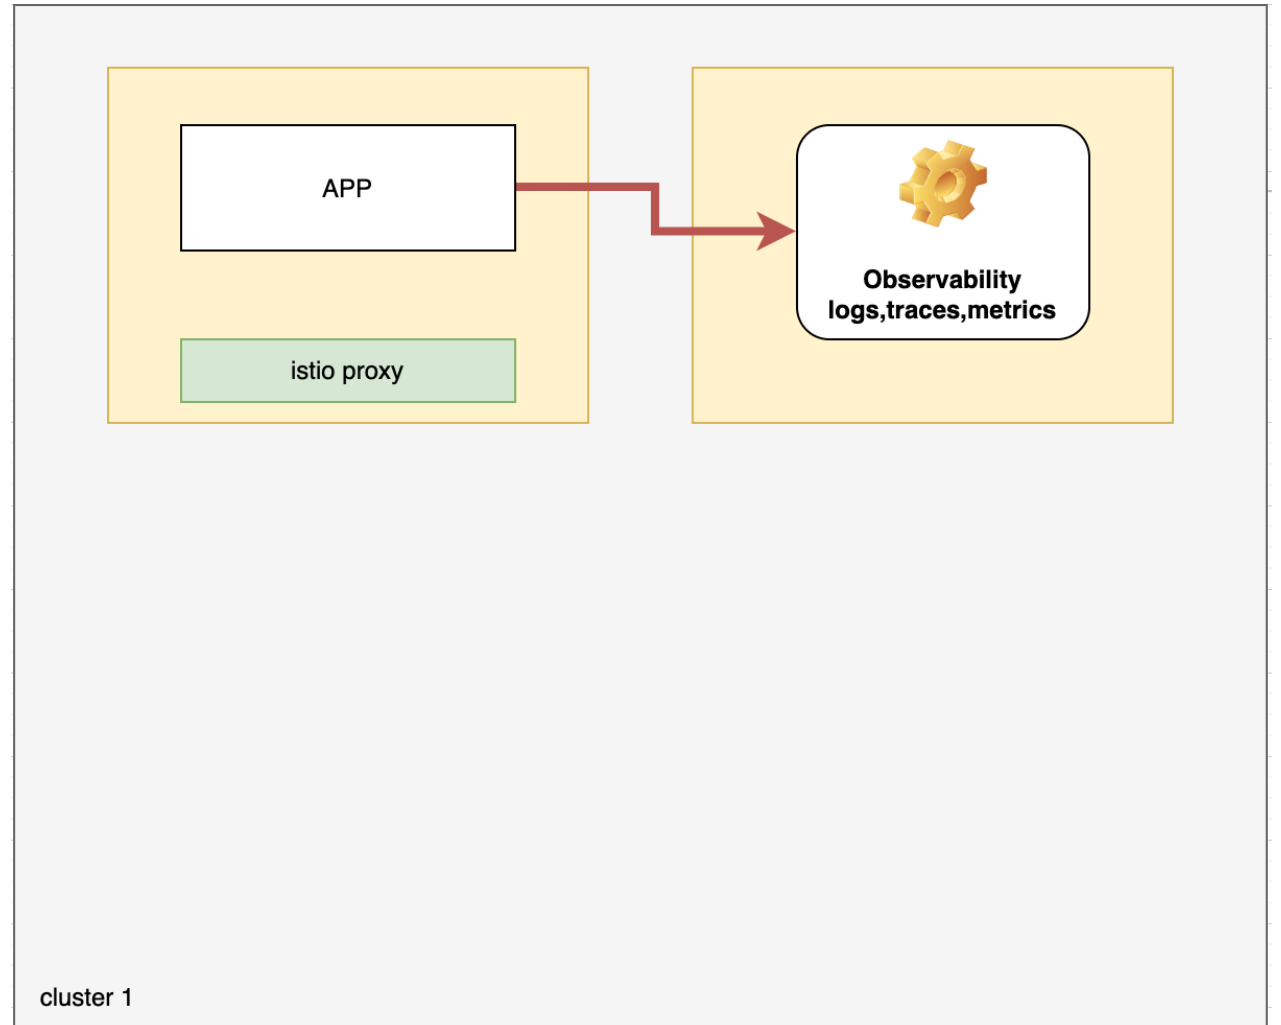 APP
istio proxy
Observability
logs,traces,metrics
cluster 1